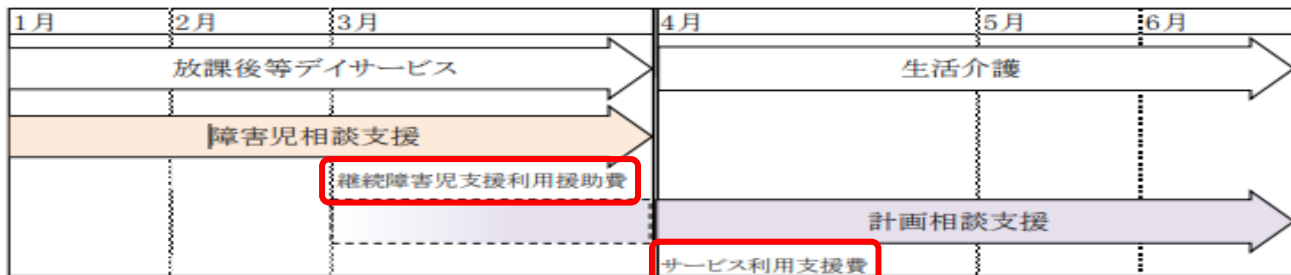 1月 2月 3月 4月 5月 6月
放課後等デイサービス 生活介護
障害児相談支援
継続障害児支援利用援助費
計画相談支援
サービス利用支援費